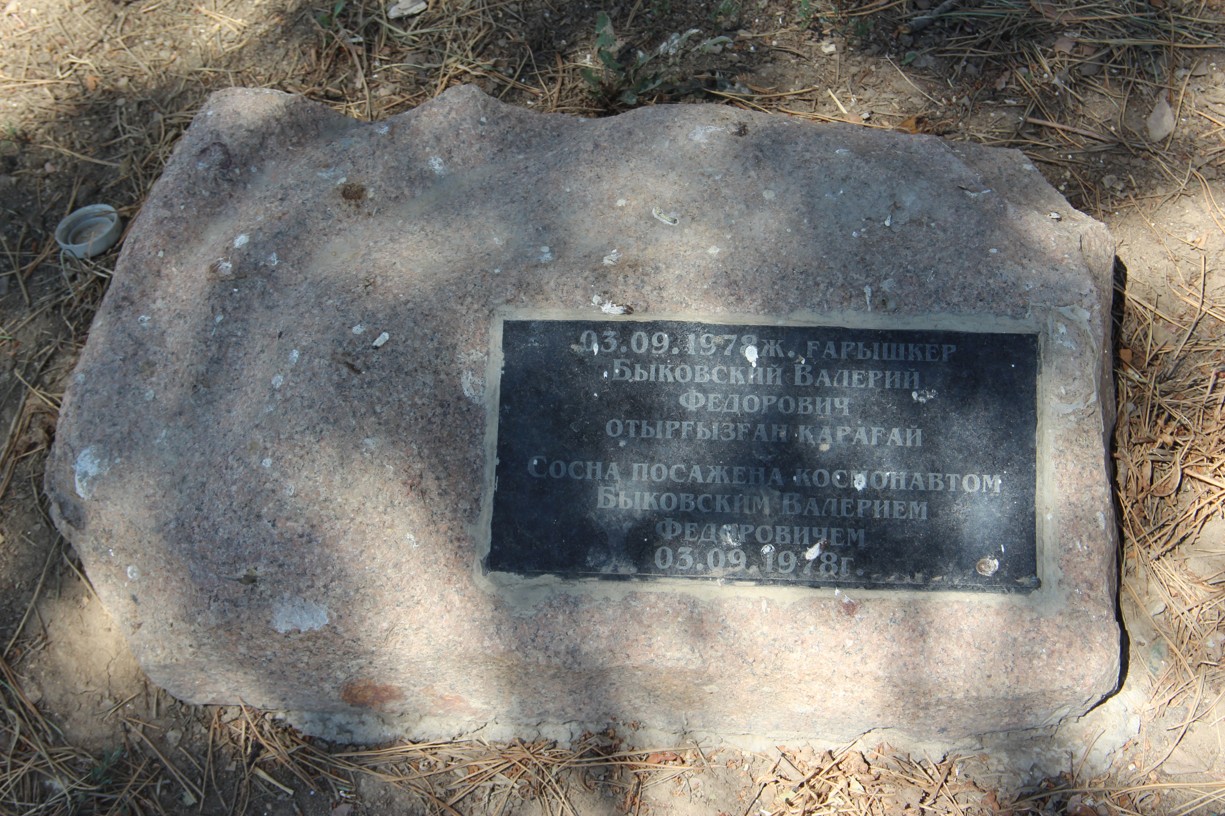 03.09.1978ж. ғарышкер
Быковский Валерий
Федорович
отырғызған қарағай
Сосна посажена космонавтом
Быковским Валерием
Федоровичем
03.09.1978г.